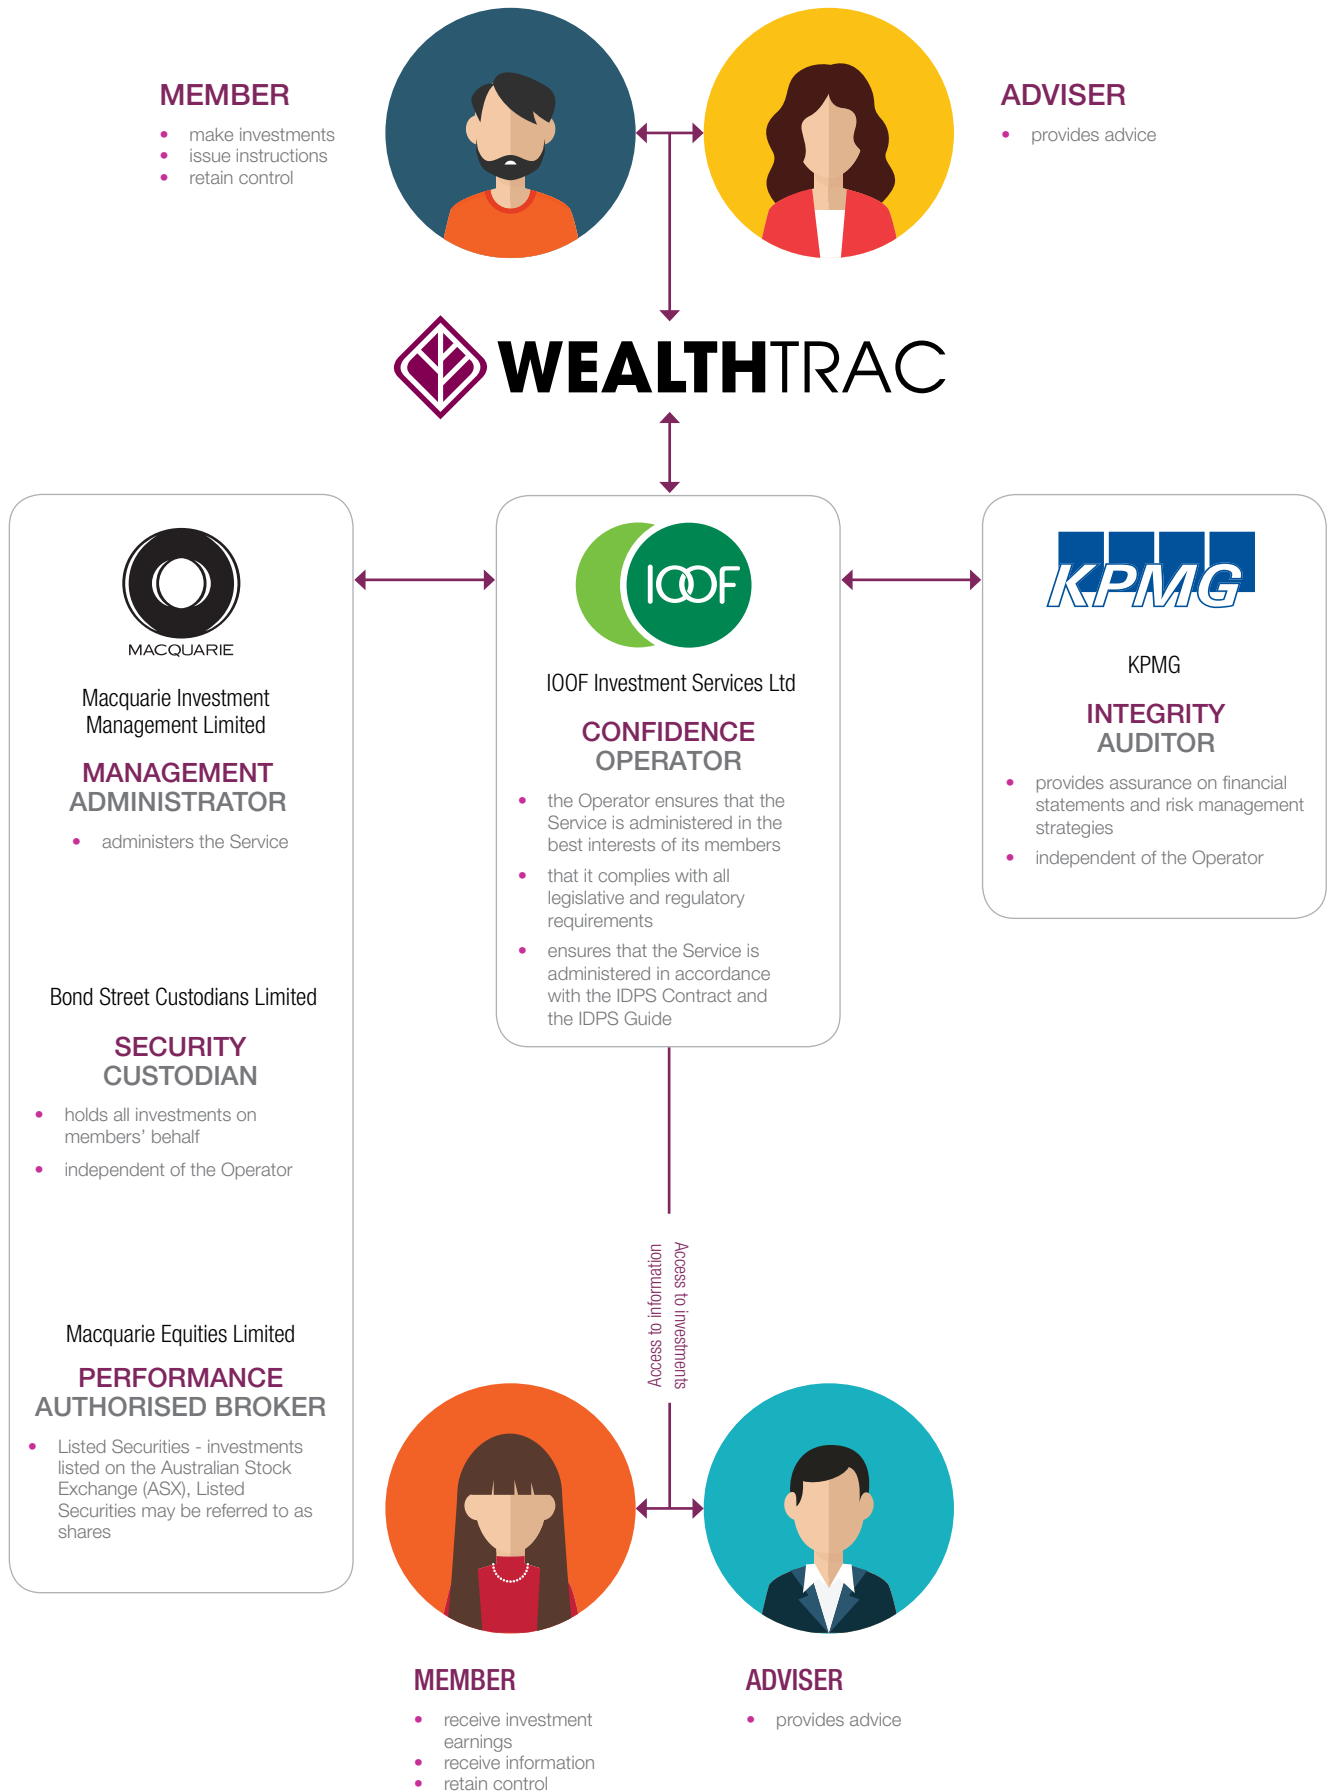 MEMBER
• make investments
• issue instructions
• retain control
ADVISER
• provides advice
WEALTHTRAC
MACQUARIE
Macquarie Investment
Management Limited
MANAGEMENT
ADMINISTRATOR
• administers the Service
Bond Street Custodians Limited
SECURITY
CUSTODIAN
• holds all investments on
members’ behalf
• independent of the Operator
Macquarie Equities Limited
PERFORMANCE
AUTHORISED BROKER
• Listed Securities - investments
listed on the Australian Stock
Exchange (ASX), Listed
Securities may be referred to as
shares
IOOF
IOOF Investment Services Ltd
CONFIDENCE
OPERATOR
• the Operator ensures that the
Service is administered in the
best interests of its members
• that it complies with all
legislative and regulatory
requirements
• ensures that the Service is
administered in accordance
with the IDPS Contract and
the IDPS Guide
KPMG
KPMG
INTEGRITY
AUDITOR
• provides assurance on financial
statements and risk management
strategies
• independent of the Operator
Access to information
Access to investments
MEMBER
• receive investment
earnings
• receive information
• retain control
ADVISER
• provides advice